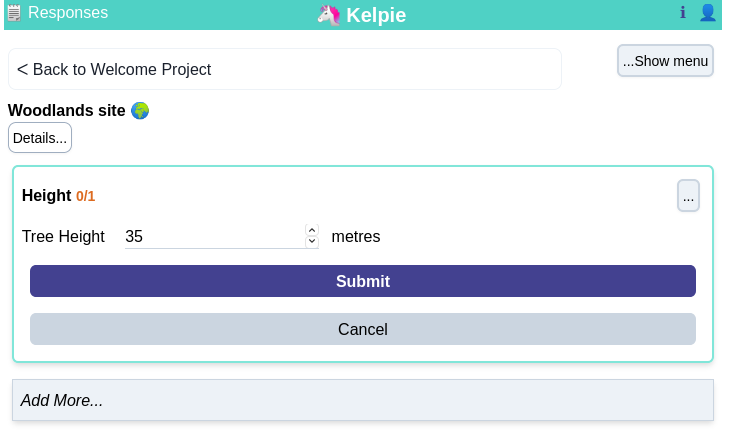 Responses
Kelpie
< Back to Welcome Project
...Show menu
Woodlands site
Details...
Height 0/1
...
Tree Height 35 metres
Submit
Cancel
Add More...